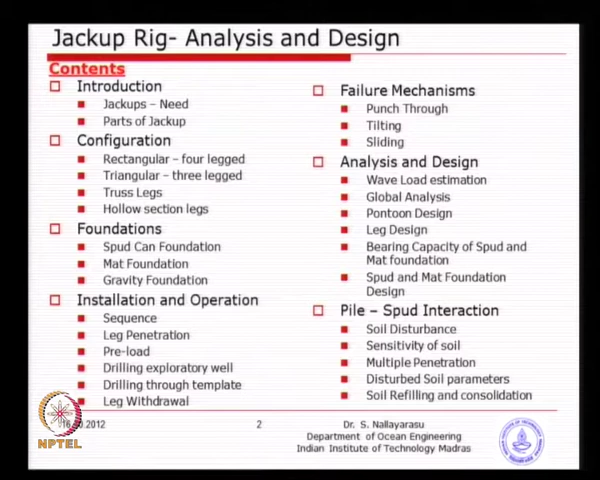 Jackup Rig- Analysis and Design
Contents
Introduction
Jackups – Need
Parts of Jackup
Configuration
Rectangular – four legged
Triangular – three legged
Truss Legs
Hollow section legs
Foundations
Spud Can Foundation
Mat Foundation
Gravity Foundation
Installation and Operation
Sequence
Leg Penetration
Pre-load
Drilling exploratory well
Drilling through template
Leg Withdrawal
Failure Mechanisms
Punch Through
Tilting
Sliding
Analysis and Design
Wave Load estimation
Global Analysis
Pontoon Design
Leg Design
Bearing Capacity of Spud and
Mat foundation
Spud and Mat Foundation
Design
Pile – Spud Interaction
Soil Disturbance
Sensitivity of soil
Multiple Penetration
Disturbed Soil parameters
Soil Refilling and consolidation
2
Dr. S. Nallayarasu
Department of Ocean Engineering
Indian Institute of Technology Madras
NPTEL